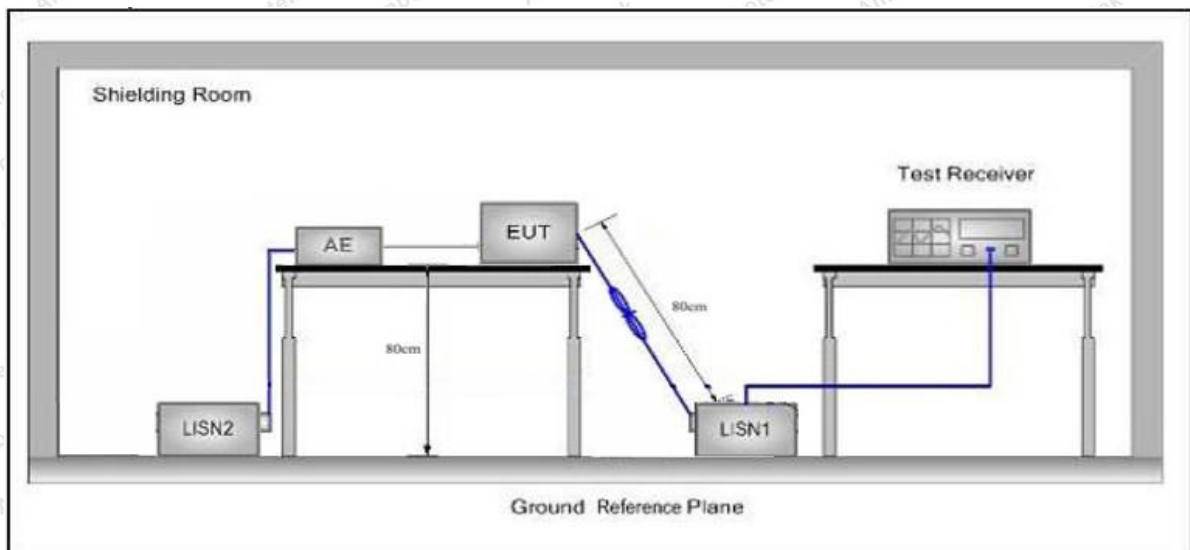 Shielding Room
Test Receiver
EUT
AE
80cm
80cm
LISN2
LISN1
Ground Reference Plane